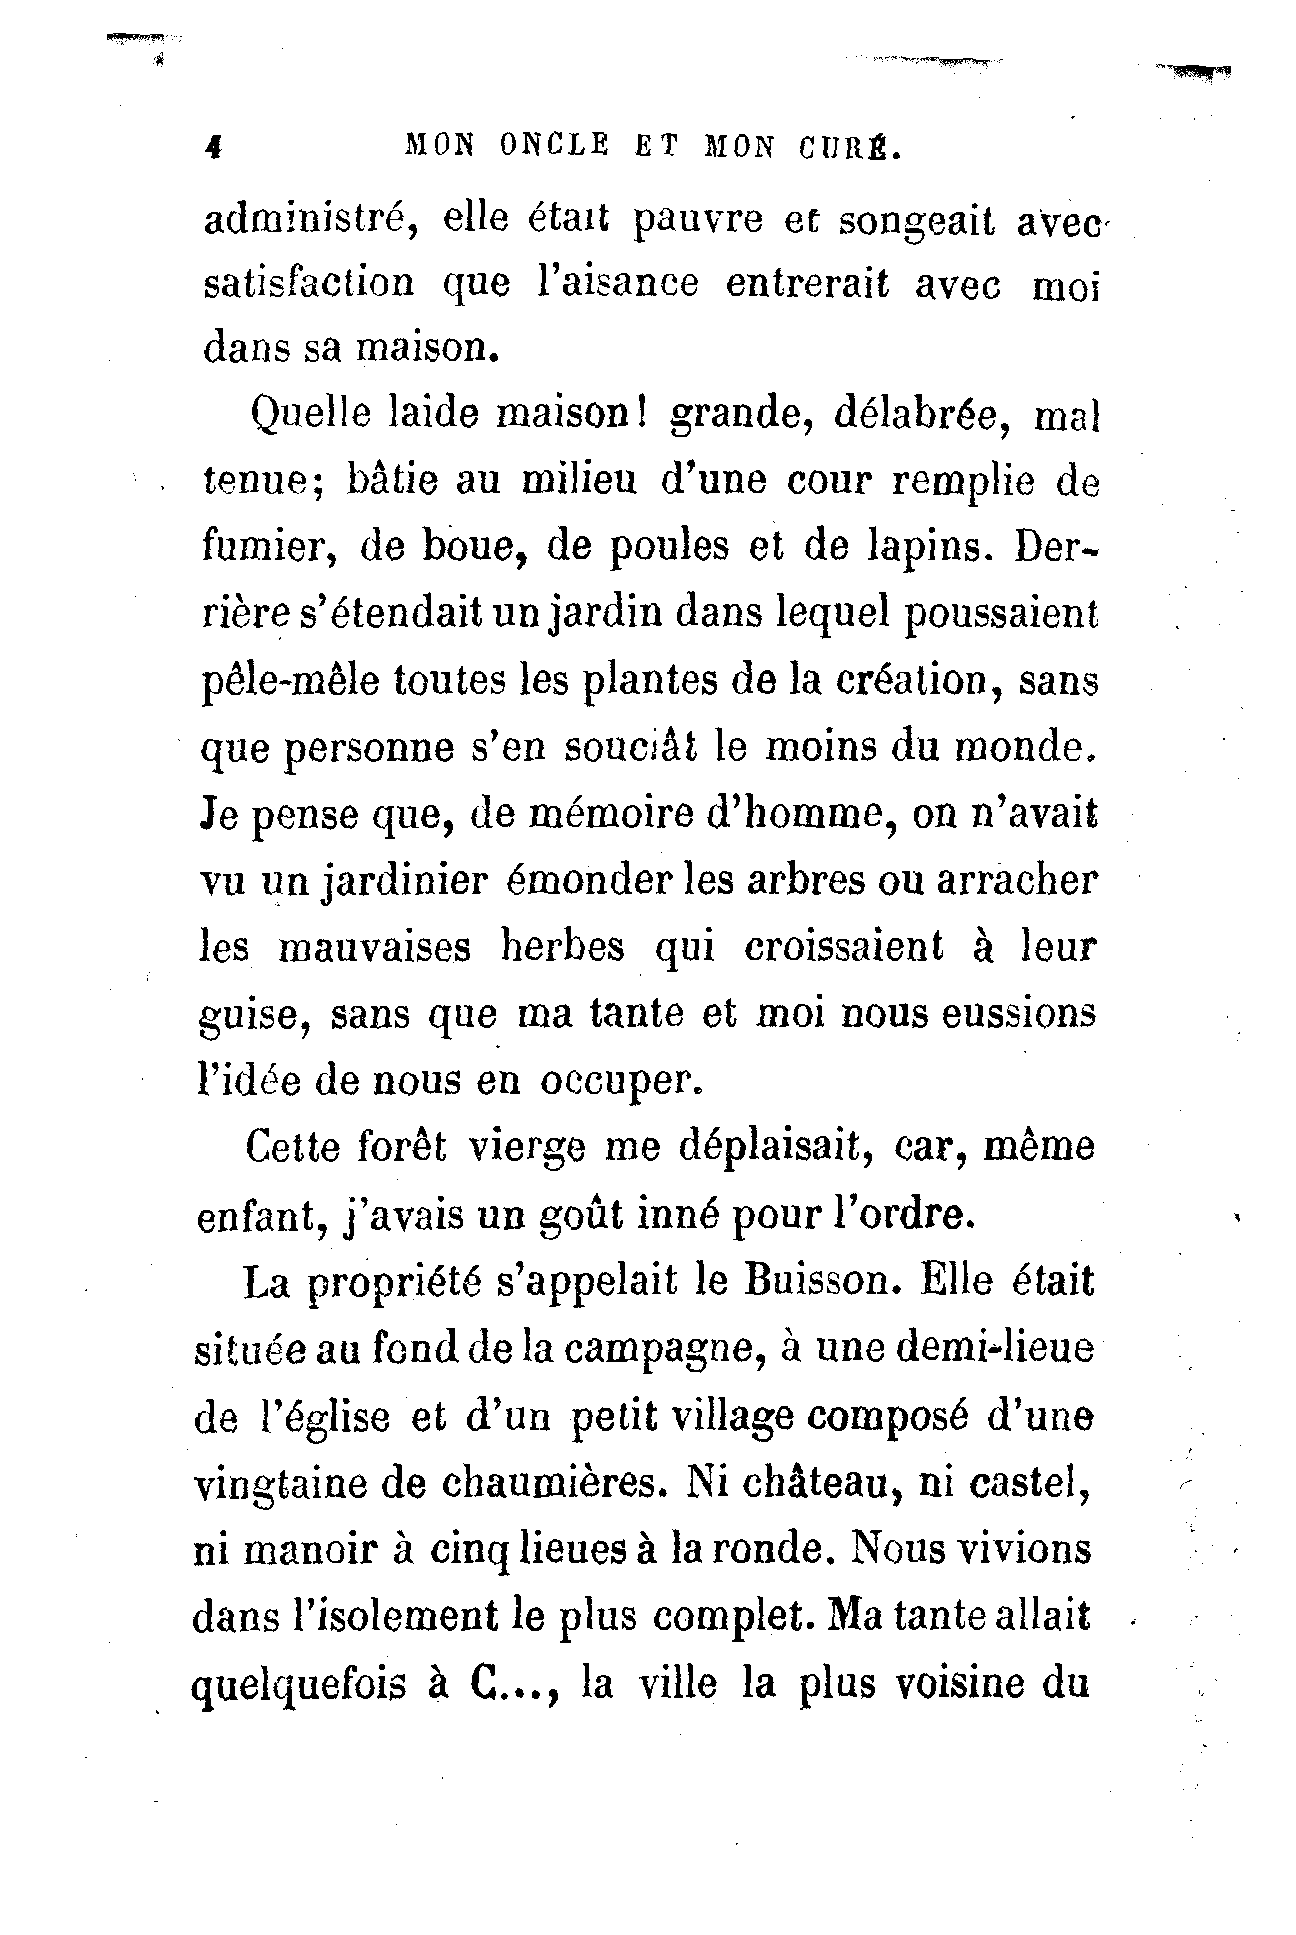 4 MON ONCLE ET MON CURÉ.
administré, elle était pauvre et songeait avec
satisfaction que l'aisance entrerait avec moi
dans sa maison.
Quelle laide maison! grande, délabrée, mal
tenue; bâtie au milieu d'une cour remplie de
fumier, de boue, de poules et de lapins. Der-
rière s'étendait un jardin dans lequel poussaient
pêle-mêle toutes les plantes de la création, sans
que personne s'en souciât le moins du monde.
Je pense que, de mémoire d'homme, on n'avait
vu un jardinier émonder les arbres ou arracher
les mauvaises herbes qui croissaient à leur
guise, sans que ma tante et moi nous eussions
l'idée de nous en occuper.
Cette forêt vierge me déplaisait, car, même
enfant, j'avais un goût inné pour l'ordre.
La propriété s'appelait le Buisson. Elle était
située au fond de la campagne, à une demi-lieue
de l'église et d'un petit village composé d'une
vingtaine de chaumières. Ni château, ni castel,
ni manoir à cinq lieues à la ronde. Nous vivions
dans l'isolement le plus complet. Ma tante allait
quelquefois à C..., la ville la plus voisine du